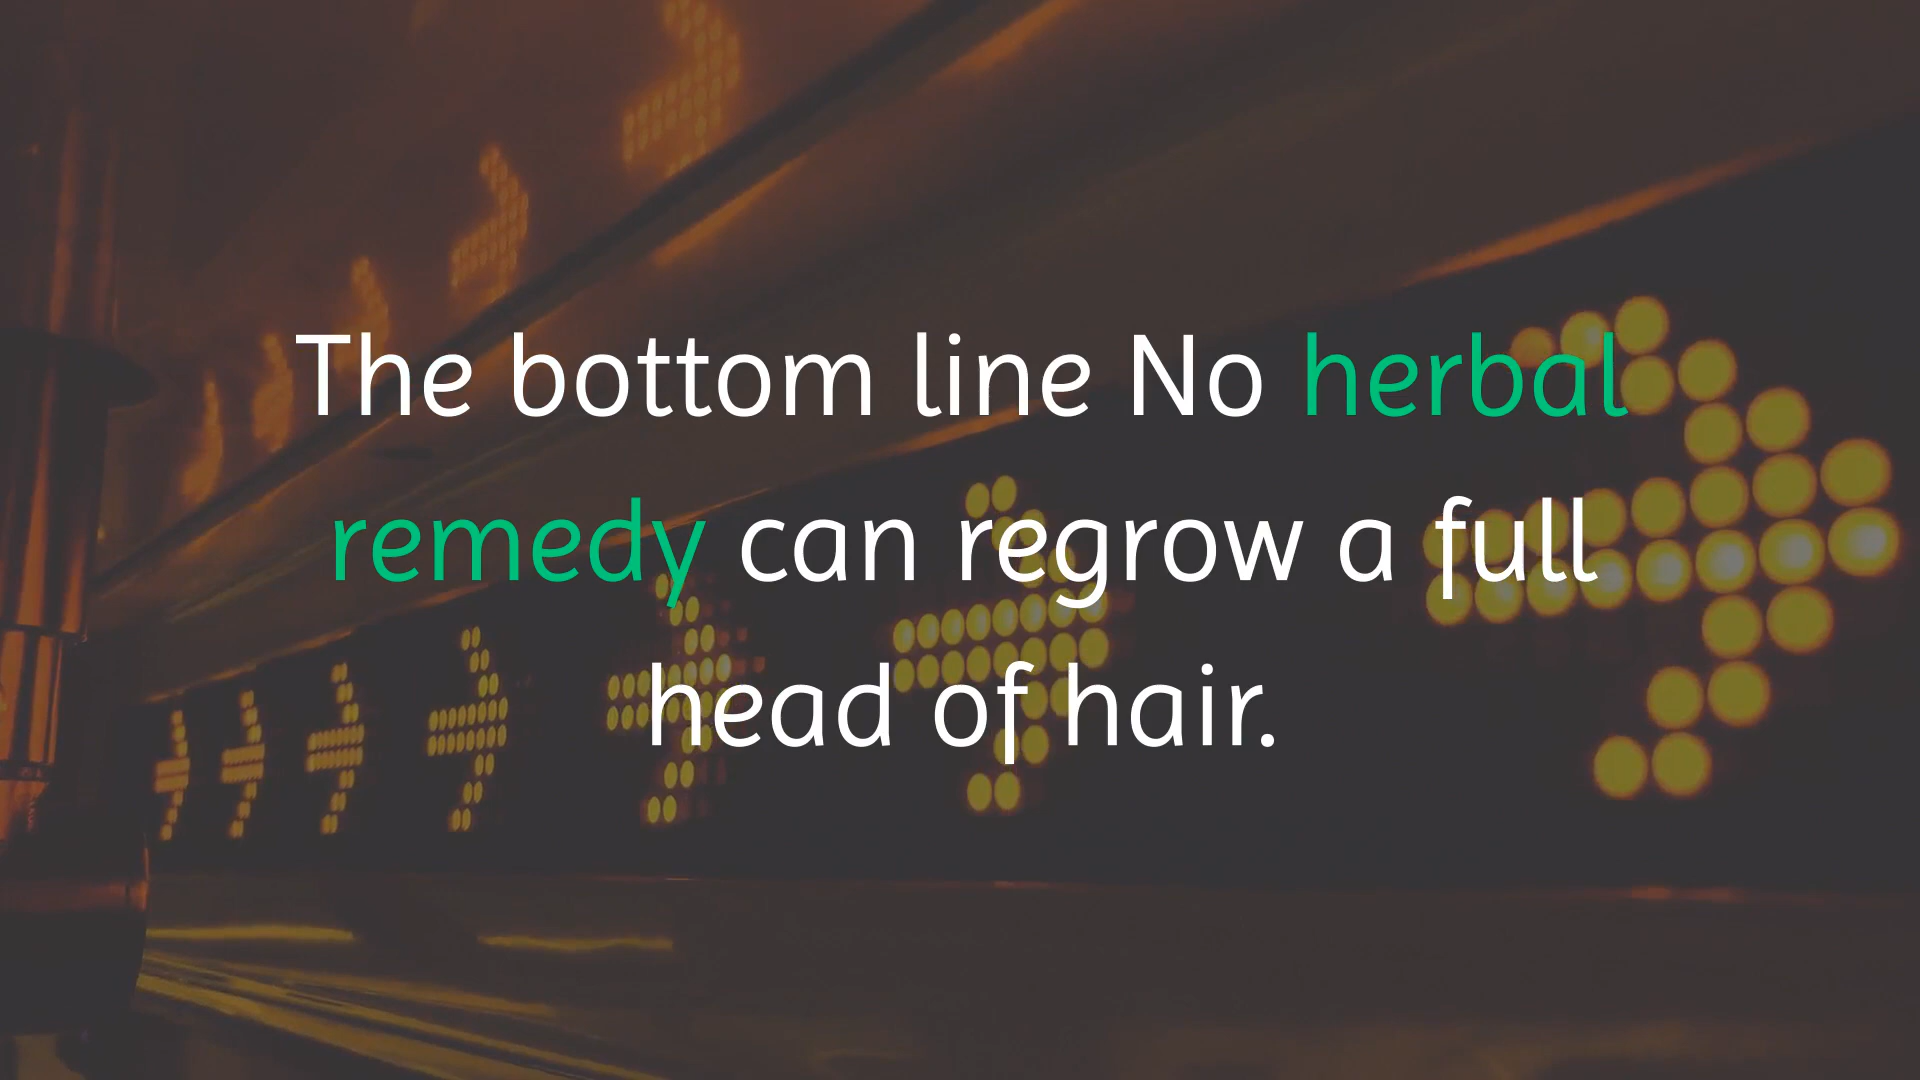 The bottom line No herbal
remedy can regrow a full
head of hair.